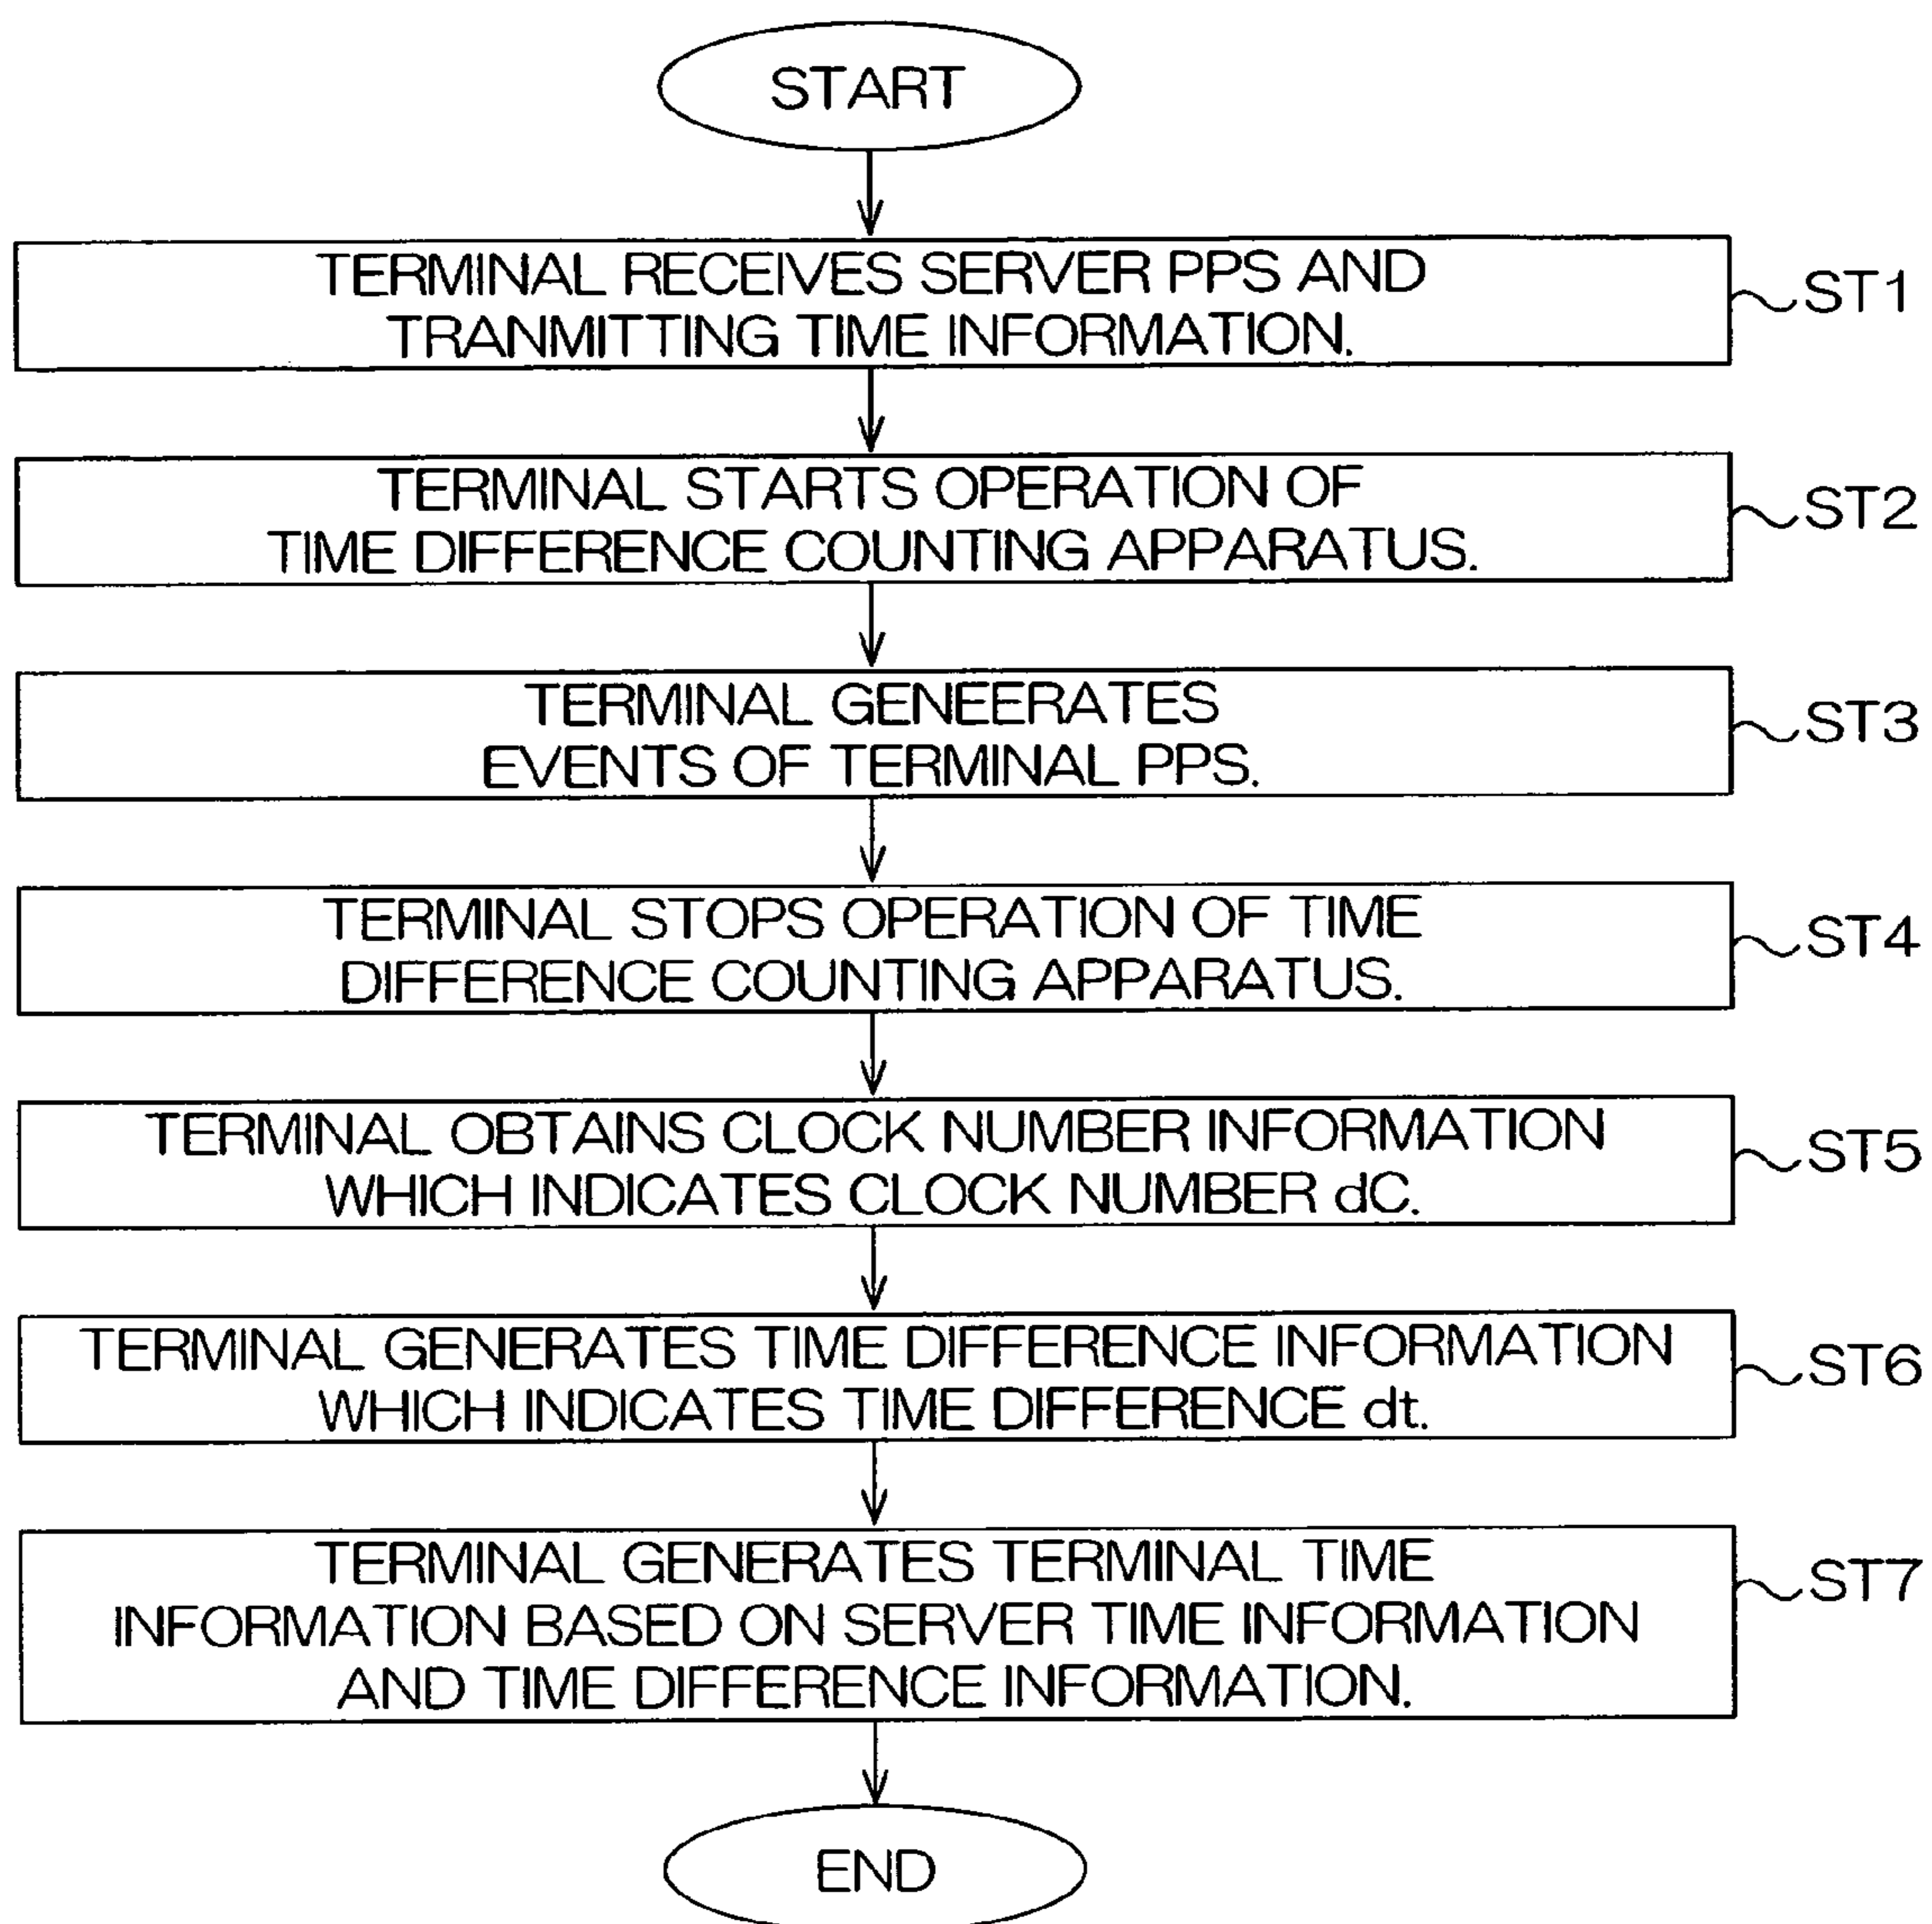 START
TERMINAL RECEIVES SERVER PPS AND
TRANMITTING TIME INFORMATION.
ST1
TERMINAL STARTS OPERATION OF
TIME DIFFERENCE COUNTING APPARATUS.
ST2
TERMINAL GENEERATES
EVENTS OF TERMINAL PPS.
ST3
TERMINAL STOPS OPERATION OF TIME
DIFFERENCE COUNTING APPARATUS.
ST4
TERMINAL OBTAINS CLOCK NUMBER INFORMATION
WHICH INDICATES CLOCK NUMBER dC.
ST5
TERMINAL GENERATES TIME DIFFERENCE INFORMATION
WHICH INDICATES TIME DIFFERENCE dt.
ST6
TERMINAL GENERATES TERMINAL TIME
INFORMATION BASED ON SERVER TIME INFORMATION
AND TIME DIFFERENCE INFORMATION.
ST7
END